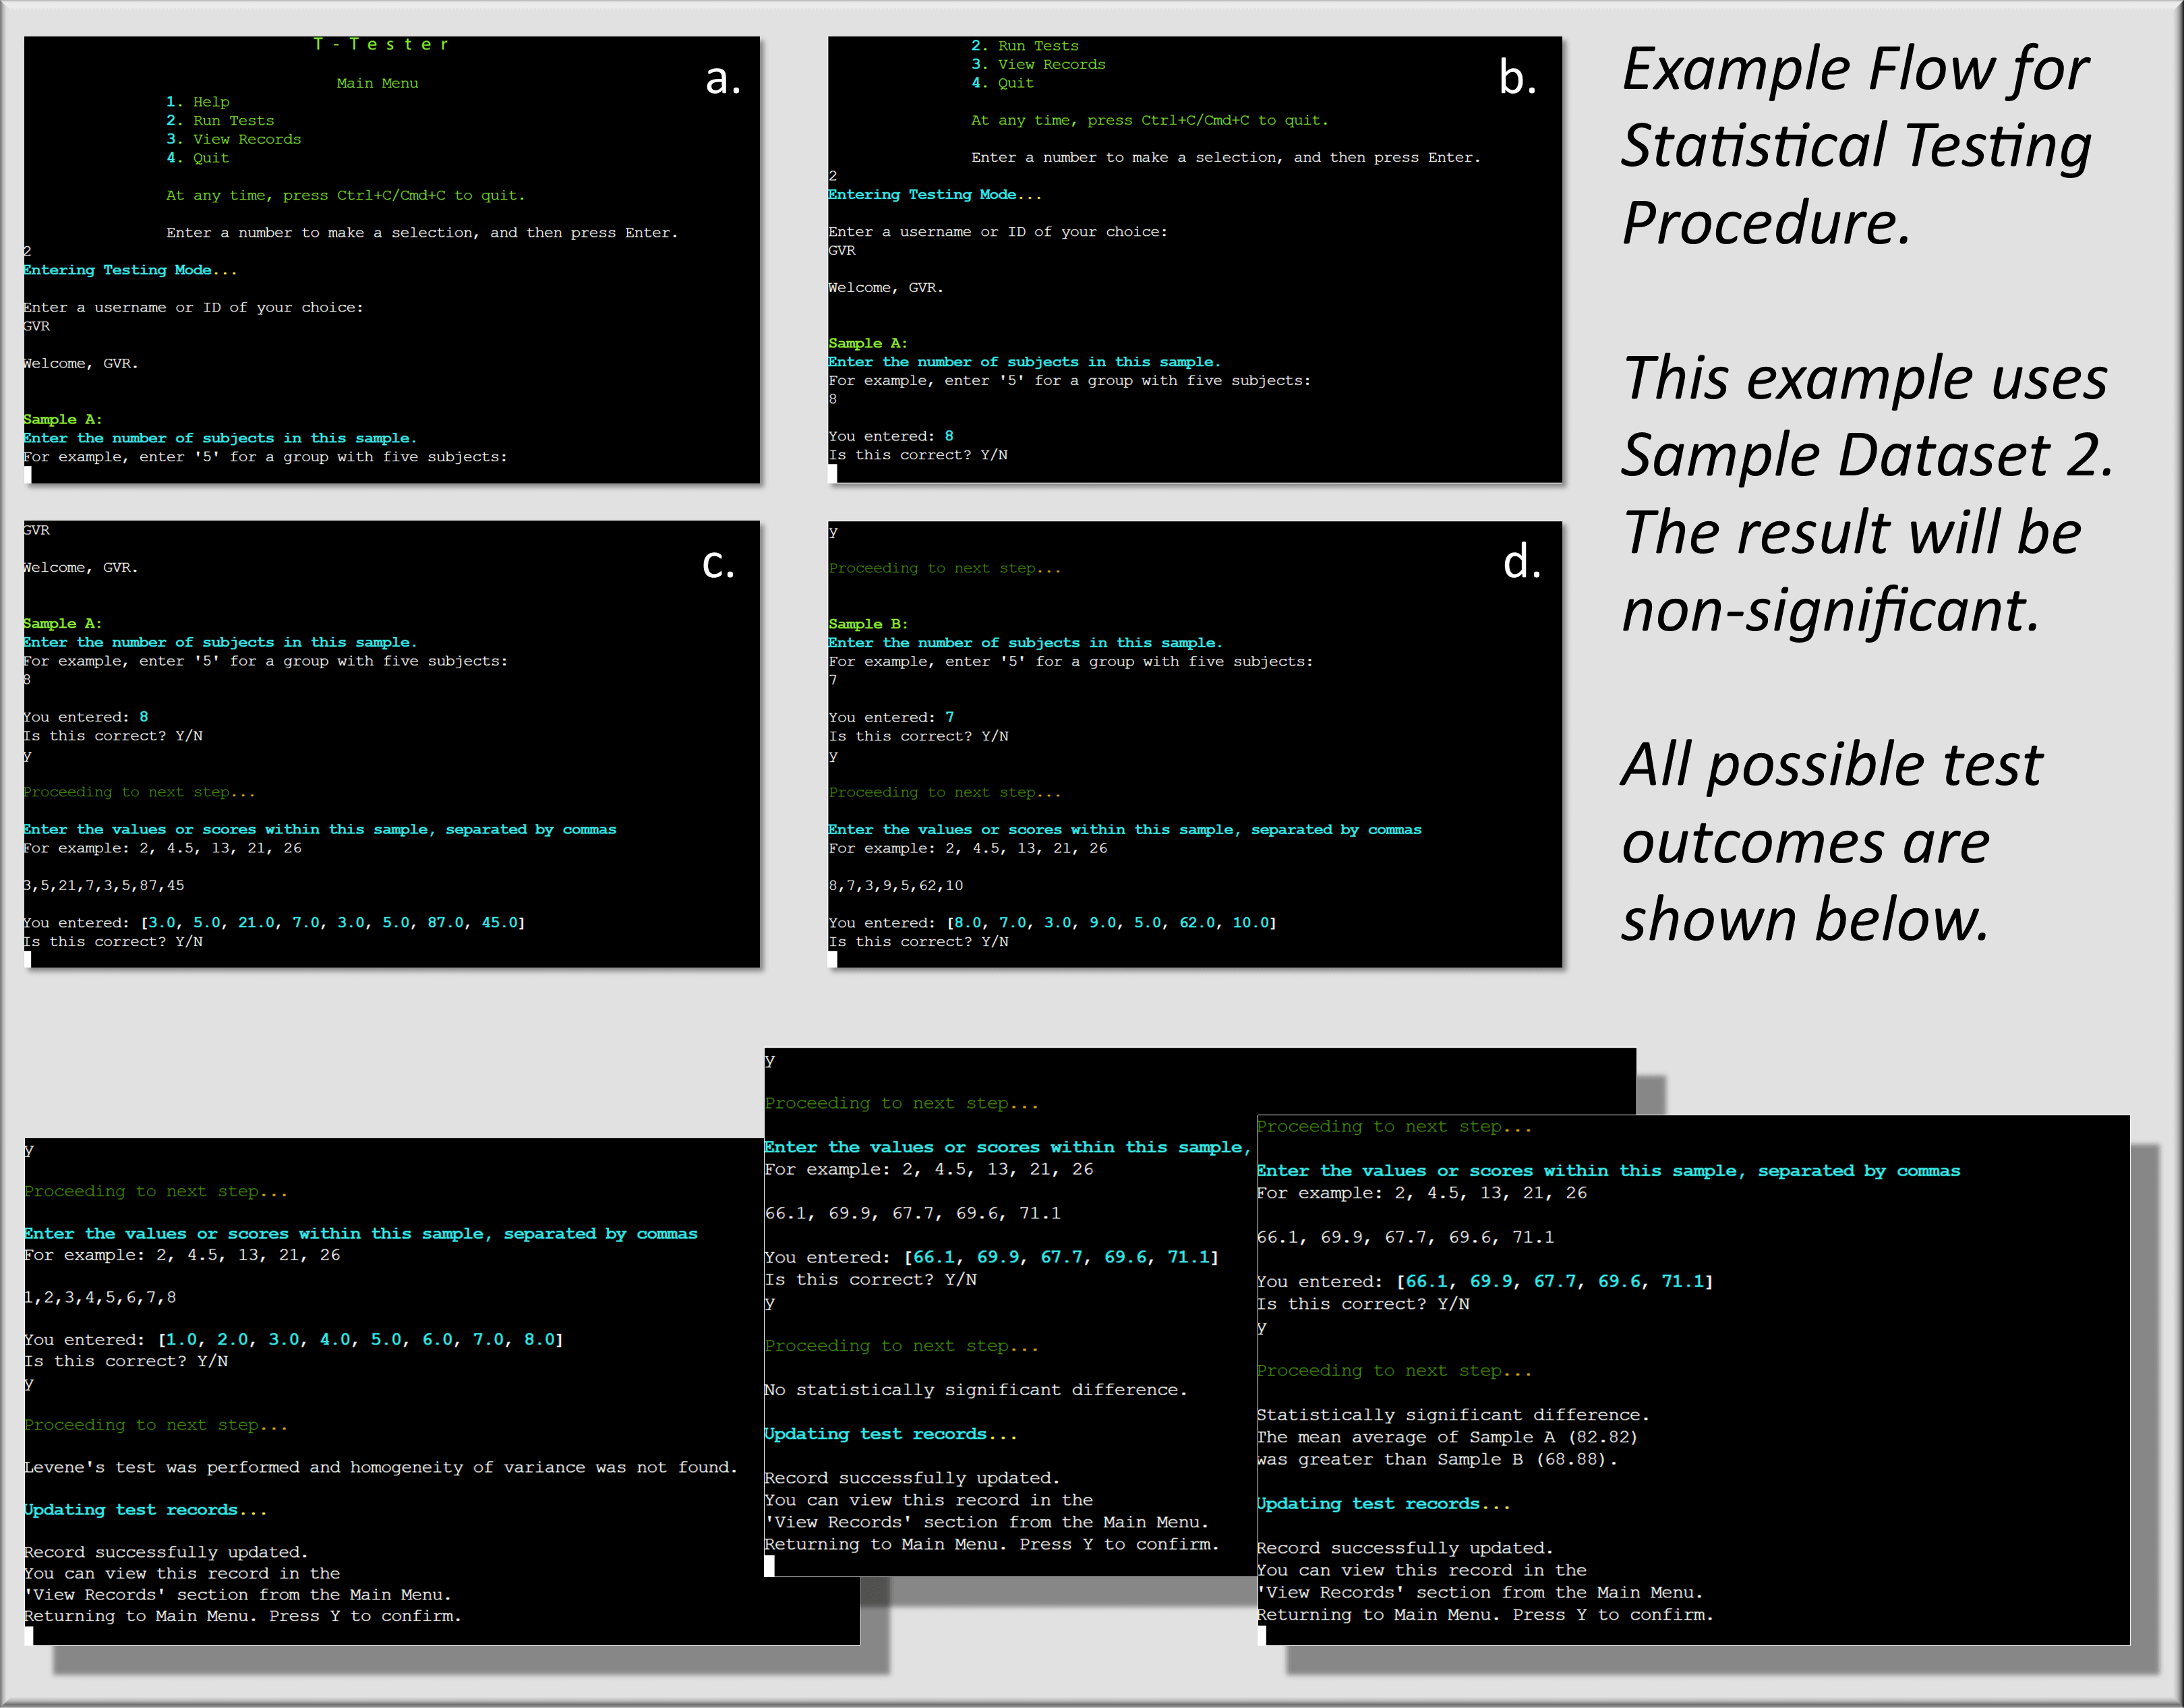 T-Tester
a.
Main Menu
1. Help
2. Run Tests
3. View Records
4. Quit
At any time, press Ctrl+C/Cmd+C to quit.
Enter a number to make a selection, and then press Enter.
2
Entering Testing Mode...
Enter a username or ID of your choice:
GVR
Welcome, GVR.
Sample A:
Enter the number of subjects in this sample.
For example, enter '5' for a group with five subjects:
2. Run Tests
3. View Records
4. Quit
b.
At any time, press Ctrl+C/Cmd+C to quit.
Enter a number to make a selection, and then press Enter.
2
Entering Testing Mode...
Enter a username or ID of your choice:
GVR
Welcome, GVR.
Sample A:
Enter the number of subjects in this sample.
For example, enter '5' for a group with five subjects:
8
You entered: 8
Is this correct? Y/N
Example Flow for
Statistical Testing
Procedure.
This example uses
Sample Dataset 2.
The result will be
non-significant.
All possible test
outcomes are
shown below.
GVR
c.
Welcome, GVR.
Sample A:
Enter the number of subjects in this sample.
For example, enter '5' for a group with five subjects:
8
You entered: 8
Is this correct? Y/N
y
Proceeding to next step...
Enter the values or scores within this sample, separated by commas
For example: 2, 4.5, 13, 21, 26
3,5,21,7,3,5,87,45
You entered: [3.0, 5.0, 21.0, 7.0, 3.0, 5.0, 87.0, 45.0]
Is this correct? Y/N
y
d.
Proceeding to next step...
Sample B:
Enter the number of subjects in this sample.
For example, enter '5' for a group with five subjects:
7
You entered: 7
Is this correct? Y/N
y
Proceeding to next step...
Enter the values or scores within this sample, separated by commas
For example: 2, 4.5, 13, 21, 26
8,7,3,9,5,62,10
You entered: [8.0, 7.0, 3.0, 9.0, 5.0, 62.0, 10.0]
Is this correct? Y/N
y
Proceeding to next step...
Enter the values or scores within this sample, separated by commas
For example: 2, 4.5, 13, 21, 26
1,2,3,4,5,6,7,8
You entered: [1.0, 2.0, 3.0, 4.0, 5.0, 6.0, 7.0, 8.0]
Is this correct? Y/N
y
Proceeding to next step...
Levene's test was performed and homogeneity of variance was not found.
Updating test records...
Record successfully updated.
You can view this record in the
'View Records' section from the Main Menu.
Returning to Main Menu. Press Y to confirm.
y
Proceeding to next step...
Enter the values or scores within this sample,
For example: 2, 4.5, 13, 21, 26
66.1, 69.9, 67.7, 69.6, 71.1
You entered: [66.1, 69.9, 67.7, 69.6, 71.1]
Is this correct? Y/N
y
Proceeding to next step...
No statistically significant difference.
Updating test records...
Record successfully updated.
You can view this record in the
'View Records' section from the Main Menu.
Returning to Main Menu. Press Y to confirm.
Proceeding to next step...
Enter the values or scores within this sample, separated by commas
For example: 2, 4.5, 13, 21, 26
66.1, 69.9, 67.7, 69.6, 71.1
You entered: [66.1, 69.9, 67.7, 69.6, 71.1]
Is this correct? Y/N
y
Proceeding to next step...
Statistically significant difference.
The mean average of Sample A (82.82)
was greater than Sample B (68.88).
Updating test records...
Record successfully updated.
You can view this record in the
'View Records' section from the Main Menu.
Returning to Main Menu. Press Y to confirm.